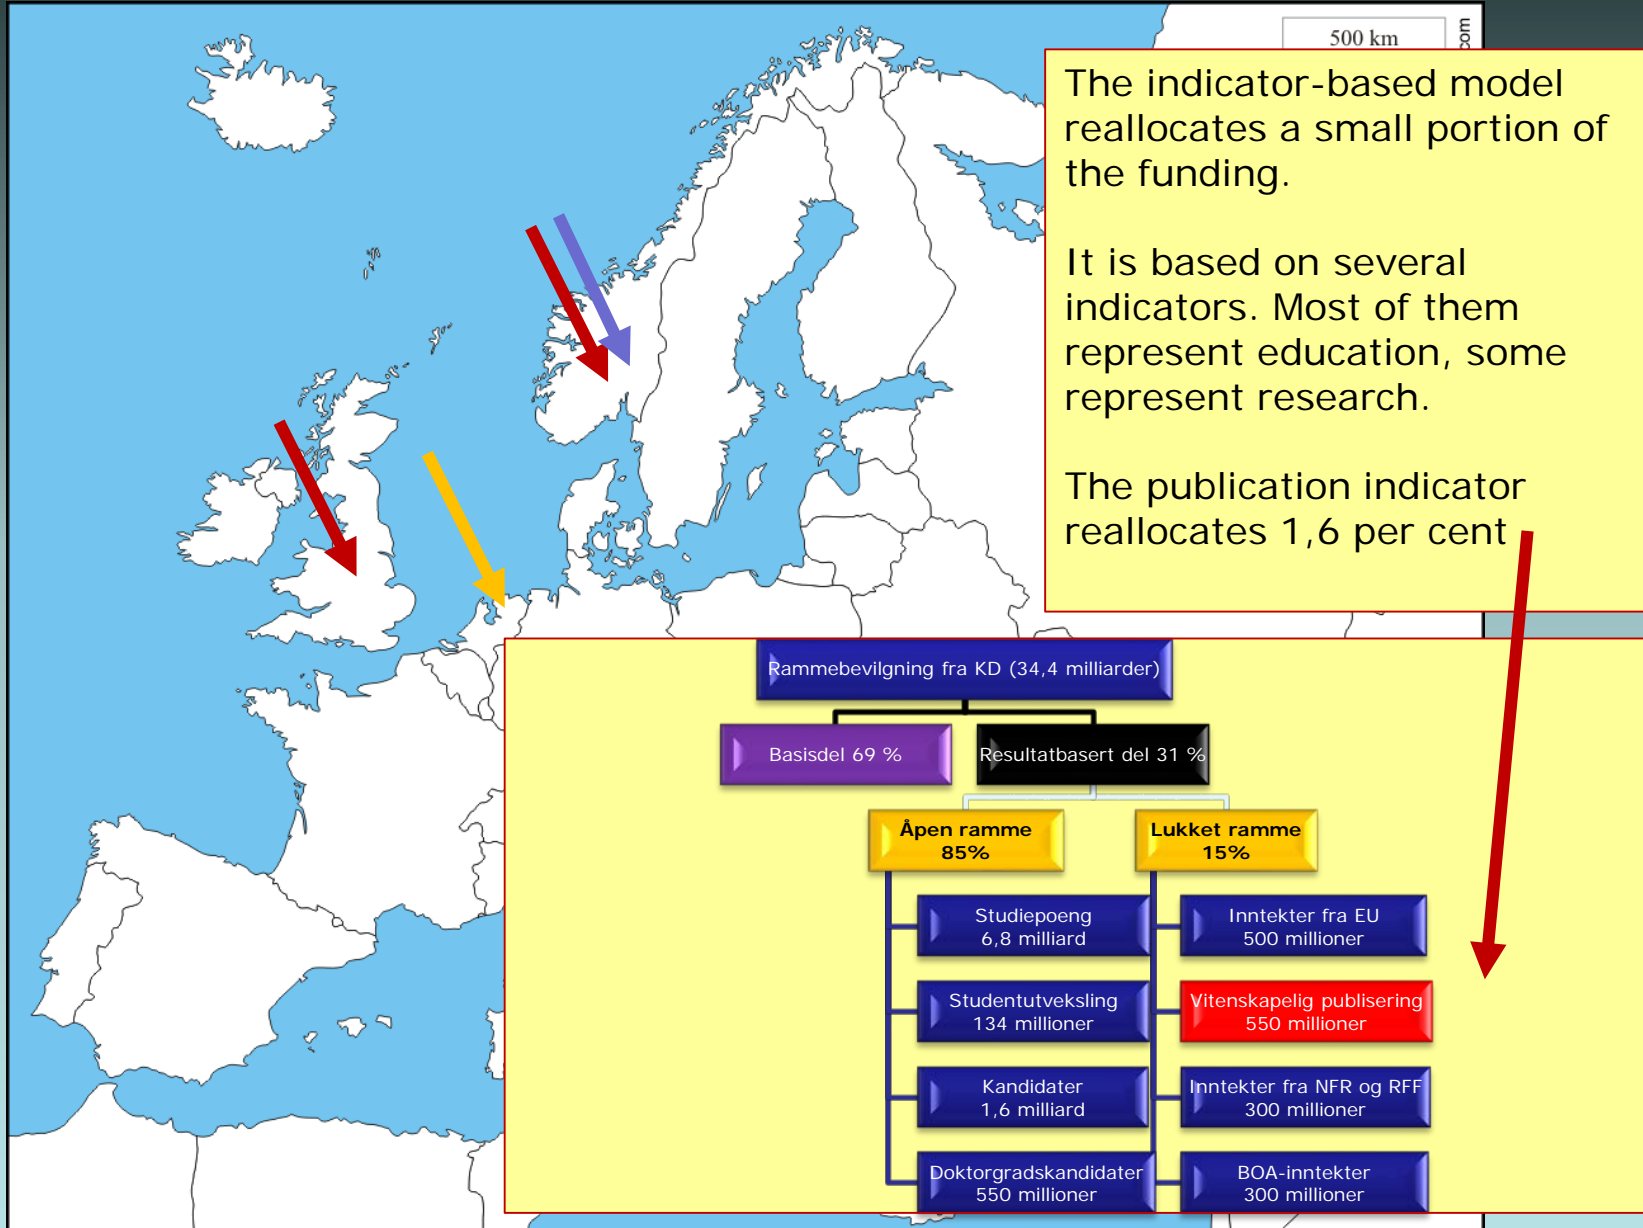 500 km
com
The indicator-based model
reallocates a small portion of
the funding.
It is based on several
indicators. Most of them
represent education, some
represent research.
The publication indicator
reallocates 1,6 per cent
Rammebevilgning fra KD (34,4 milliarder)
Basisdel 69 %
Resultatbasert del 31 %
Åpen ramme
85%
Lukket ramme
15%
Studiepoeng
6,8 milliard
Inntekter fra EU
500 millioner
Studentutveksling
134 millioner
Vitenskapelig publisering
550 millioner
Kandidater
1,6 milliard
Inntekter fra NFR og RFF
300 millioner
Doktorgradskandidater
550 millioner
BOA-inntekter
300 millioner